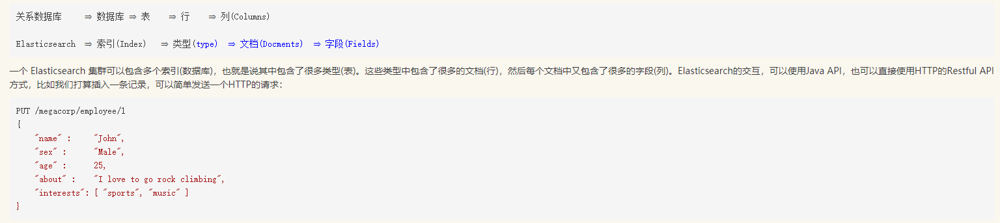 关系数据库 ⇒ 数据库 ⇒ 表 ⇒ 行 ⇒ 列(Columns)
Elasticsearch ⇒ 索引(Index) ⇒ 类型(type) ⇒ 文档(Docments) ⇒ 字段(Fields)
一个 Elasticsearch 集群可以包含多个索引(数据库)，也就是说其中包含了很多类型(表)。这些类型中包含了很多的文档(行)，然后每个文档中又包含了很多的字段(列)。Elasticsearch的交互，可以使用Java API，也可以直接使用HTTP的Restful API
方式，比如我们打算插入一条记录，可以简单发送一个HTTP的请求：
PUT /megacorp/employee/1
{
    "name" :     "John",
    "sex" :      "Male",
    "age" :      25,
    "about" :    "I love to go rock climbing",
    "interests": [ "sports", "music" ]
}